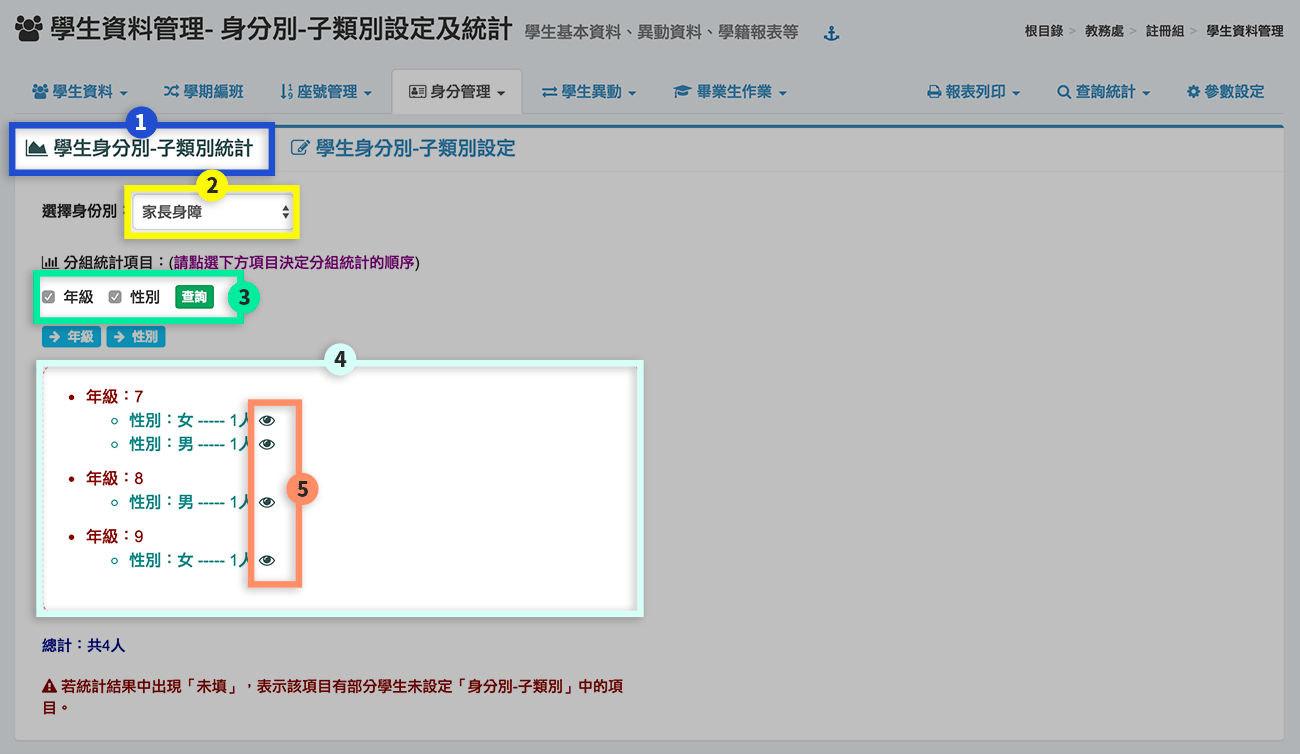 學生資料管理- 身分別-子類別設定及統計 學生基本資料、異動資料、學籍報表等
根目錄 > 教務處 > 註冊組 > 學生資料管理
學生資料 學期編班 座號管理 身分管理 學生異動 畢業生作業 報表列印 查詢統計 參數設定
1
學生身分別-子類別統計 學生身分別-子類別設定
2
選擇身份別： 家長身障
分組統計項目：(請點選下方項目決定分組統計的順序)
年級 性別 查詢 3
年級 性別
4
年級：7
性別：女 ----- 1人
性別：男 ----- 1人
年級：8
5
性別：男 ----- 1人
年級：9
性別：女 ----- 1人
總計：共4人
若統計結果中出現「未填」，表示該項目有部分學生未設定「身分別-子類別」中的項
目。